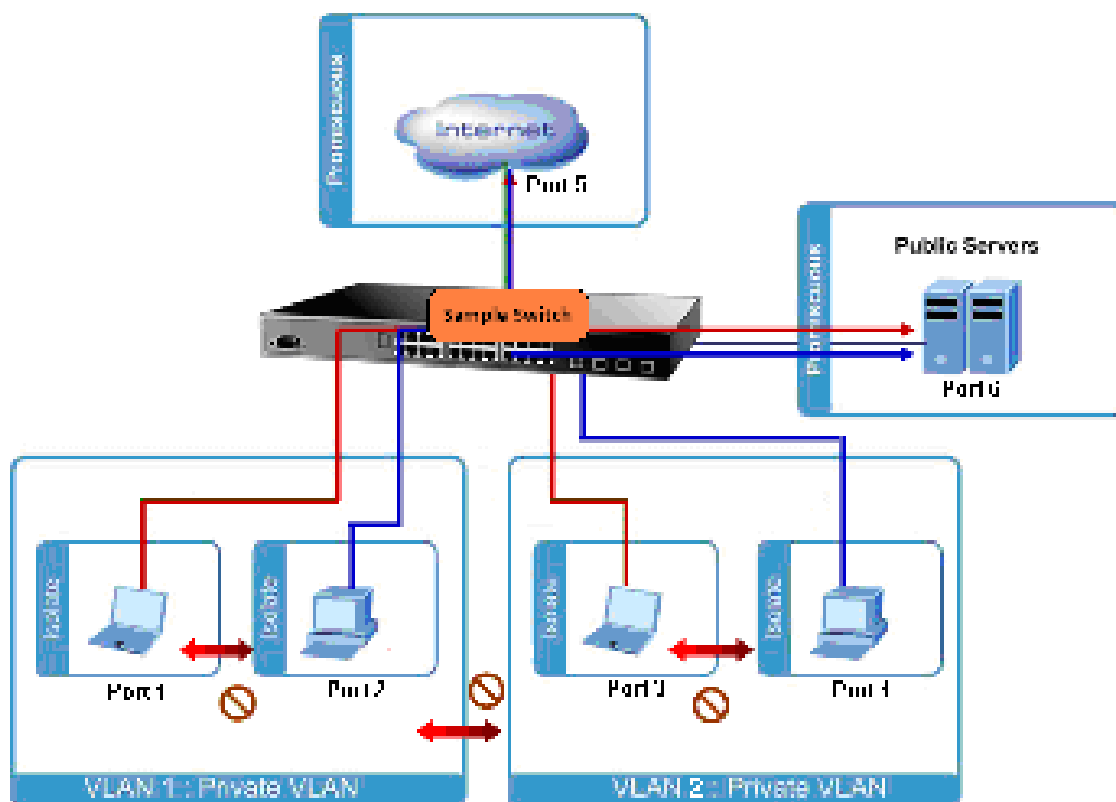 Promiscuous
Internet
Port 5
Promiscuous
Public Servers
Port 6
Sample Switch
Isolate
Port 1
Isolate
Port 2
Isolate
Port 3
Isolate
Port 4
VLAN 1 : Private VLAN
VLAN 2 : Private VLAN